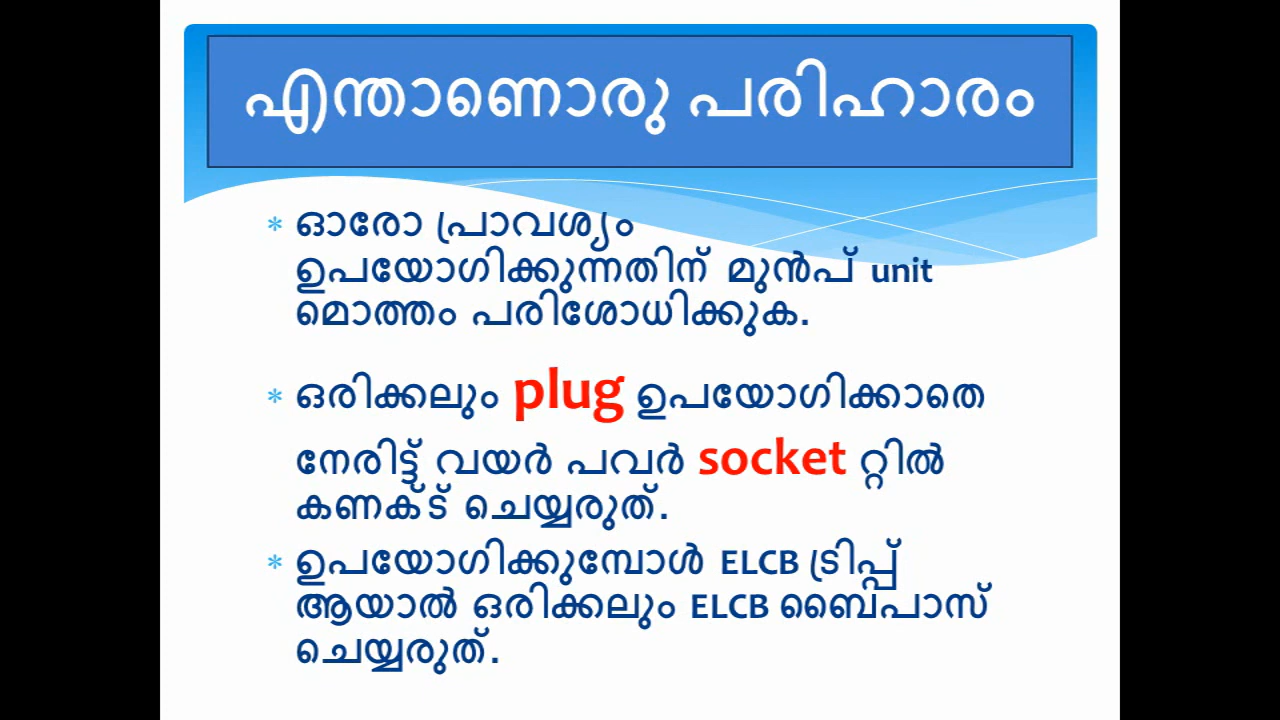 എന്താണൊരു പരിഹാരം
* ഓരോ പ്രാവശ്യം
ഉപയോഗിക്കുന്നതിന് മുൻപ് unit
മൊത്തം പരിശോധിക്കുക.
* ഒരിക്കലും plug ഉപയോഗിക്കാതെ
നേരിട്ട് വയർ പവർ socket റ്റിൽ
കണക്ട് ചെയ്യരുത്.
* ഉപയോഗിക്കുമ്പോൾ ELCB ട്രിപ്പ്
ആയാൽ ഒരിക്കലും ELCB ബൈപാസ്
ചെയ്യരുത്.